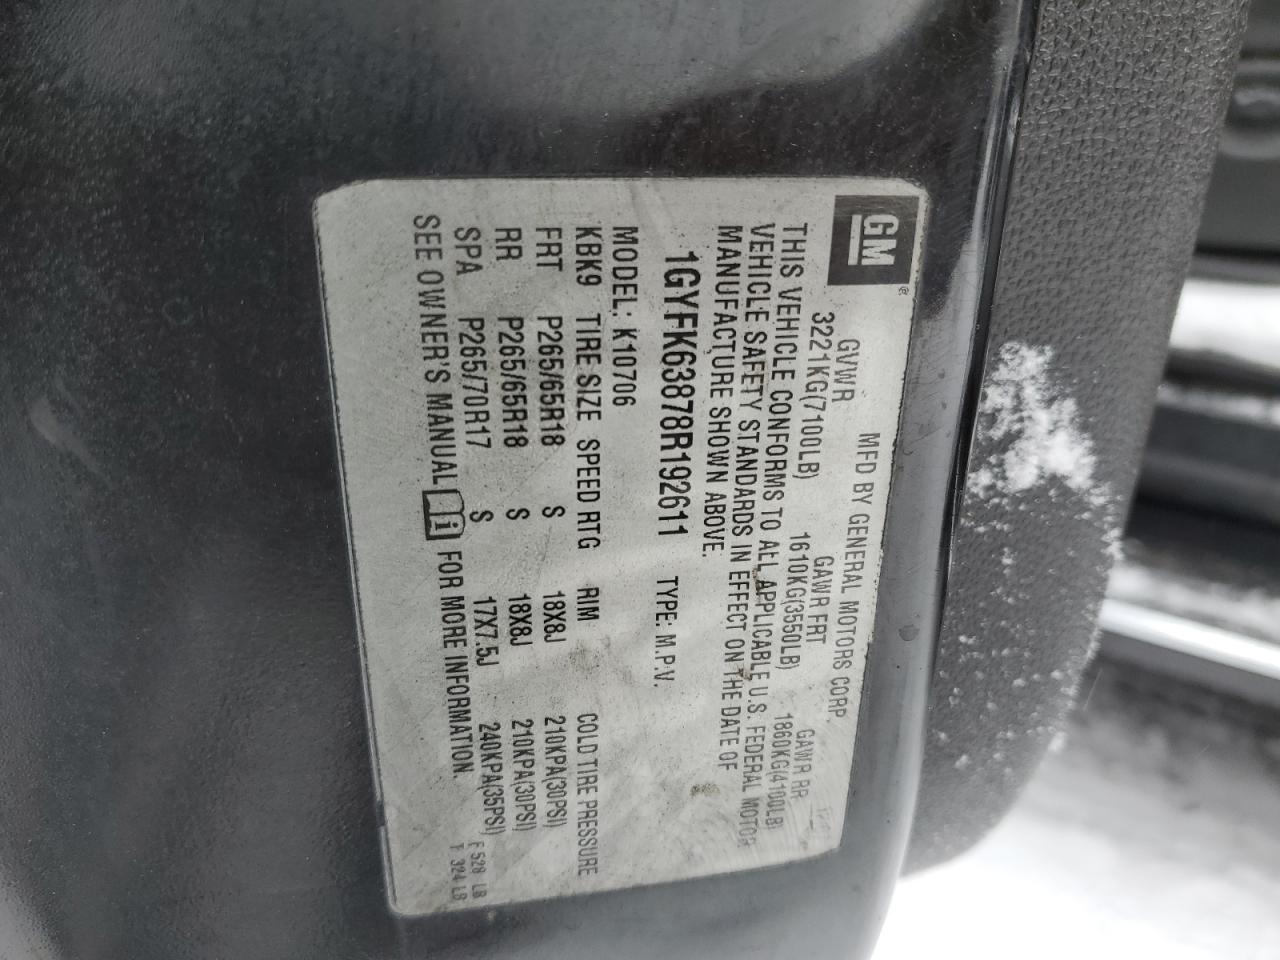 GM
MFD BY GENERAL MOTORS CORP
GVWR GAWR FRT GAWR RR
3221KG(7100LB) 1610KG(3550LB) 1860KG(4100LB)
THIS VEHICLE CONFORMS TO ALL APPLICABLE U.S. FEDERAL MOTOR
VEHICLE SAFETY STANDARDS IN EFFECT ON THE DATE OF
MANUFACTURE SHOWN ABOVE.
1GYFK63878R192611 TYPE: M.P.V.
MODEL: K10706
KBK9 TIRE SIZE SPEED RTG RIM COLD TIRE PRESSURE
FRT P265/65R18 S 18X8J 210KPA(30PSI)
RR P265/65R18 S 18X8J 210KPA(30PSI)
SPA P265/70R17 S 17X7.5J 240KPA(35PSI)
SEE OWNER'S MANUAL FOR MORE INFORMATION.
F 528 LB
T 324 LB